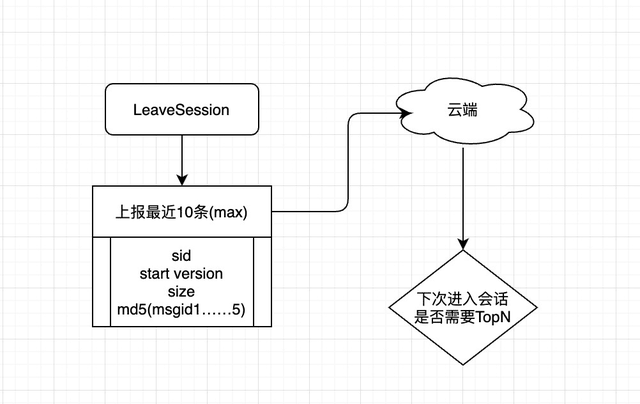 LeaveSession
上报最近10条(max)
sid
start version
size
md5(msgid1……5)
云端
下次进入会话
是否需要TopN